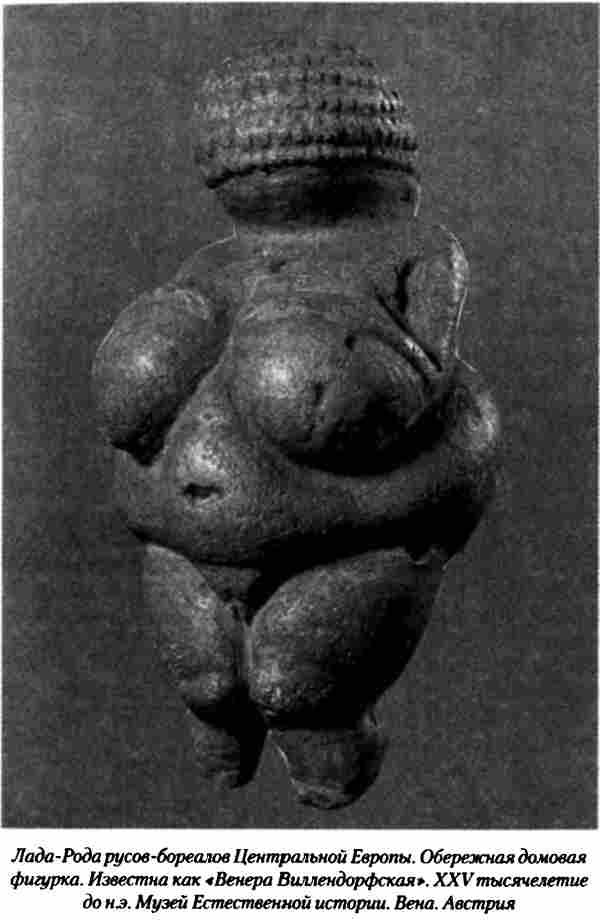 Лада-Рода русов-бореалов Центральной Европы. Обережная домовая
фигурка. Известна как «Венера Виллендорфская». XXV тысячелетие
до н.э. Музей Естественной истории. Вена. Австрия